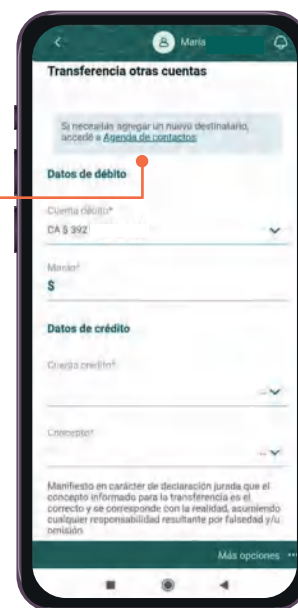 María
Transferencia otras cuentas
Si necesitás agregar un nuevo destinatario,
accedé a Agenda de contactos
Datos de débito
Cuenta débito*
CA $ 392
Monto*
$
Datos de crédito
Cuenta crédito*
Concepto*
Manifiesto en carácter de declaración jurada que el
concepto informado para la transferencia es el
correcto y se corresponde con la realidad, asumiendo
cualquier responsabilidad resultante por falsedad y/u
omisión
Más opciones